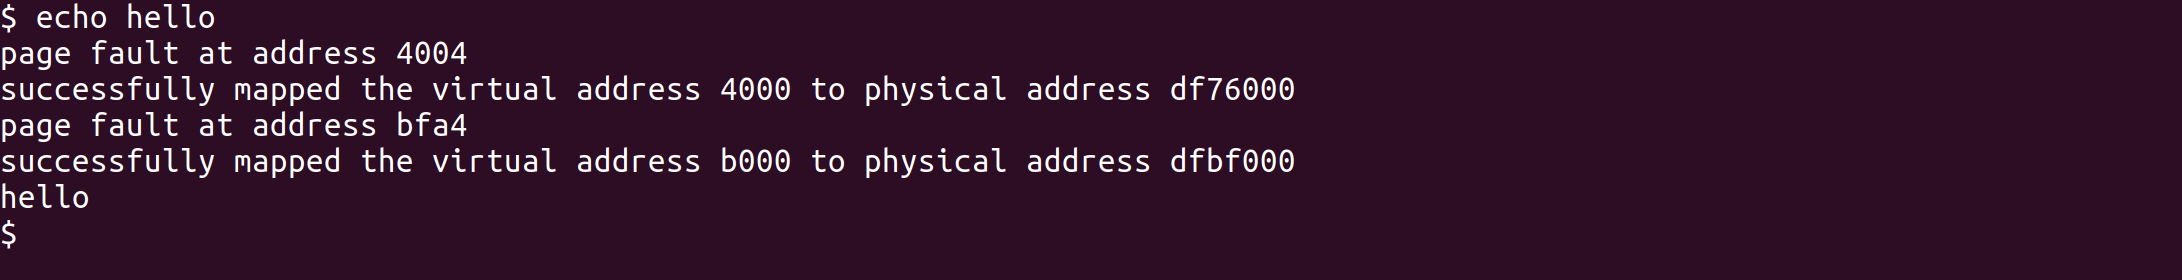 $ echo hello
page fault at address 4004
successfully mapped the virtual address 4000 to physical address df76000
page fault at address bfa4
successfully mapped the virtual address b000 to physical address dfbf000
hello
$